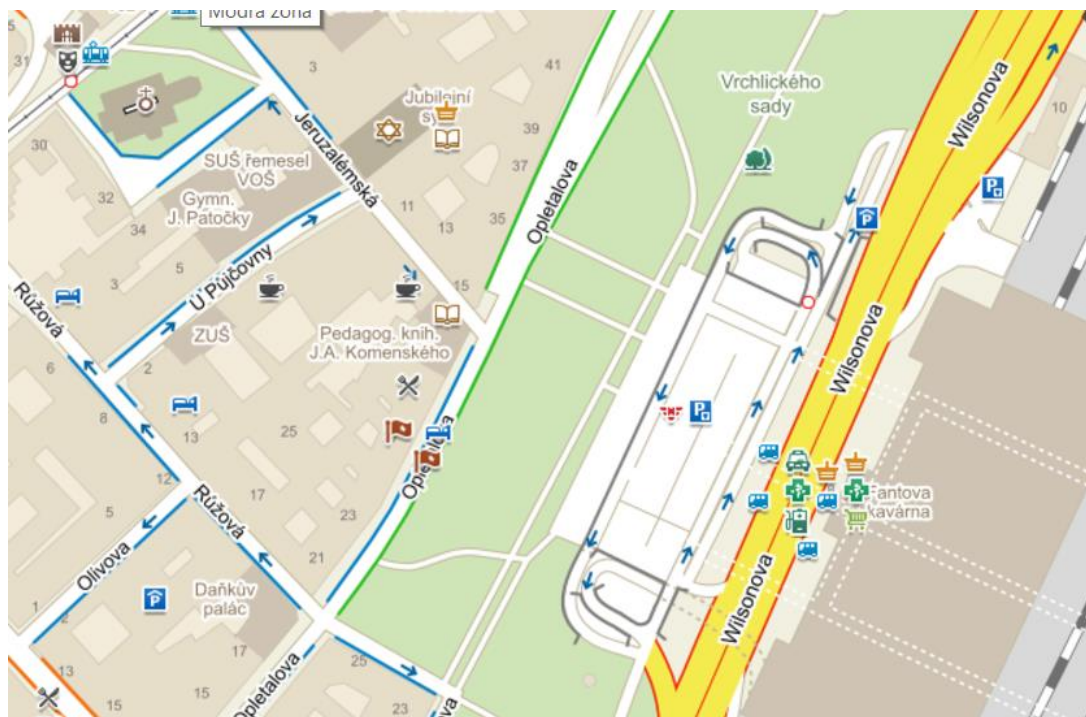 Modrá zóna
31
3
41
Vrchlického
sady
Wilsonova
10
Jubilejní
39
Jeruzalémská
30
SUŠ řemesel
VOŠ
37
32
Gymn.
J. Patočky
11
35
Opletalova
34
13
5
U Půjčovny
3
15
Růžová
ZUŠ
Pedagog. knih.
J.A. Komenského
Wilsonova
6
2
8
13
25
Opletalova
12
17
Fantova
kavárna
5
Růžová
23
Olivova
21
Daňkův
palác
Wilsonova
1
2
17
13
25
Opletalova
15
15
23